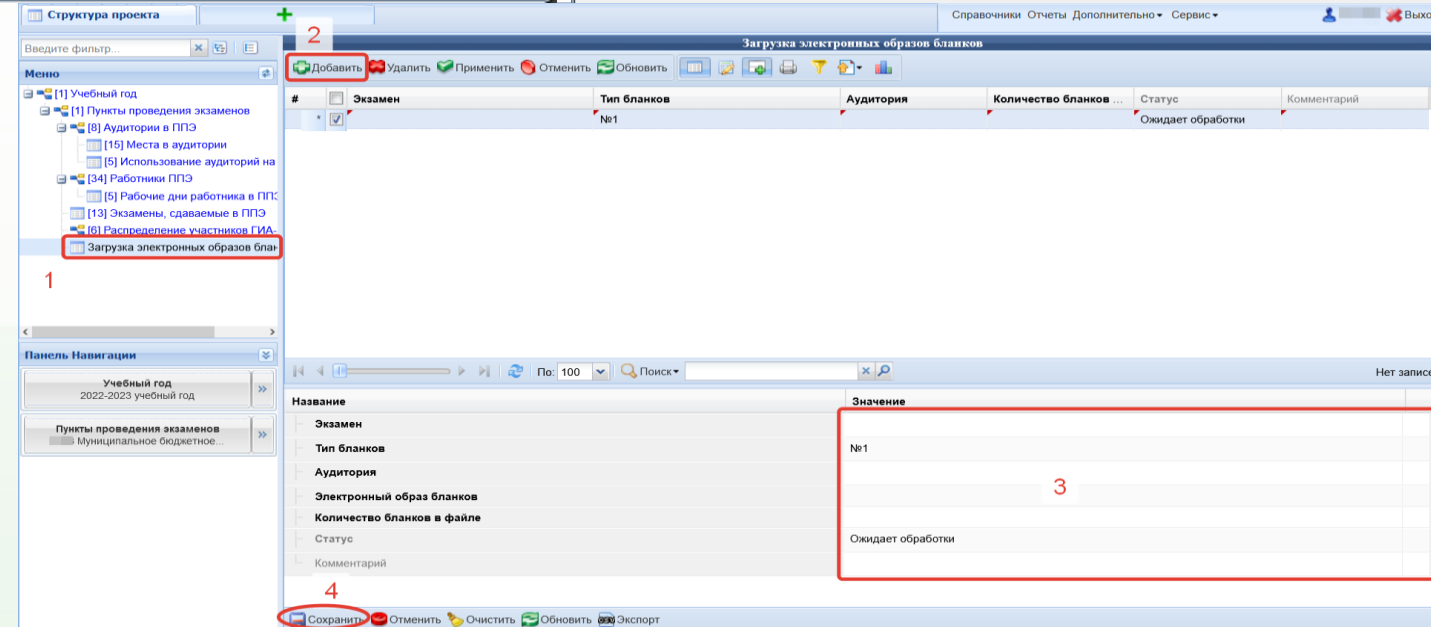 Структура проекта
Справочники Отчеты Дополнительно Сервис
Введите фильтр...
2
Загрузка электронных образов бланков
Меню
Добавить Удалить Применить Отменить Обновить
[1] Учебный год
[1] Пункты проведения экзаменов
[8] Аудитории в ППЭ
[15] Места в аудитории
[5] Использование аудиторий на
[34] Работники ППЭ
[5] Рабочие дни работника в ППЭ
[13] Экзамены, сдаваемые в ППЭ
[6] Распределение участников ГИА-
Загрузка электронных образов блан
1
# Экзамен Тип бланков Аудитория Количество бланков ... Статус Комментарий
* №1 Ожидает обработки
Панель Навигации
Учебный год
2022-2023 учебный год
Пункты проведения экзаменов
Муниципальное бюджетное...
По: 100 Поиск
Нет записе
Название Значение
Экзамен
Тип бланков №1
Аудитория
Электронный образ бланков
3
Количество бланков в файле
Статус Ожидает обработки
Комментарий
4
Сохранить Отменить Очистить Обновить Экспорт